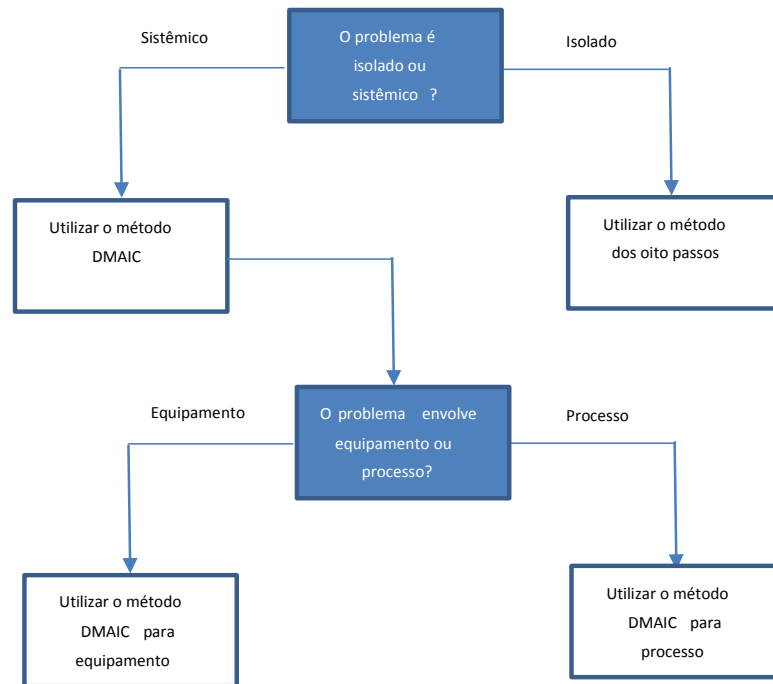 Sistêmico
O problema é
isolado ou
sistêmico ?
Isolado
Utilizar o método
DMAIC
Utilizar o método
dos oito passos
Equipamento
O problema envolve
equipamento ou
processo?
Processo
Utilizar o método
DMAIC para
equipamento
Utilizar o método
DMAIC para
processo